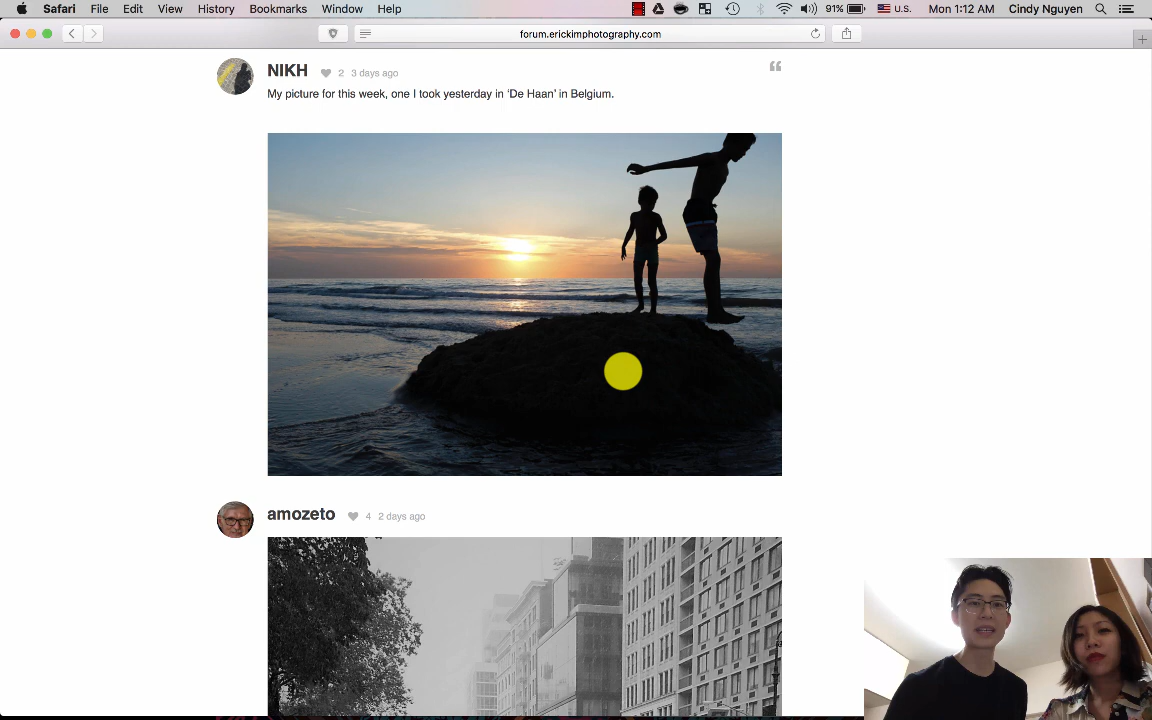 Safari File Edit View History Bookmarks Window Help 91% U.S. Mon 1:12 AM Cindy Nguyen
forum.erickimphotography.com
NIKH 2 3 days ago
My picture for this week, one I took yesterday in ‘De Haan’ in Belgium.
amozeto 4 2 days ago